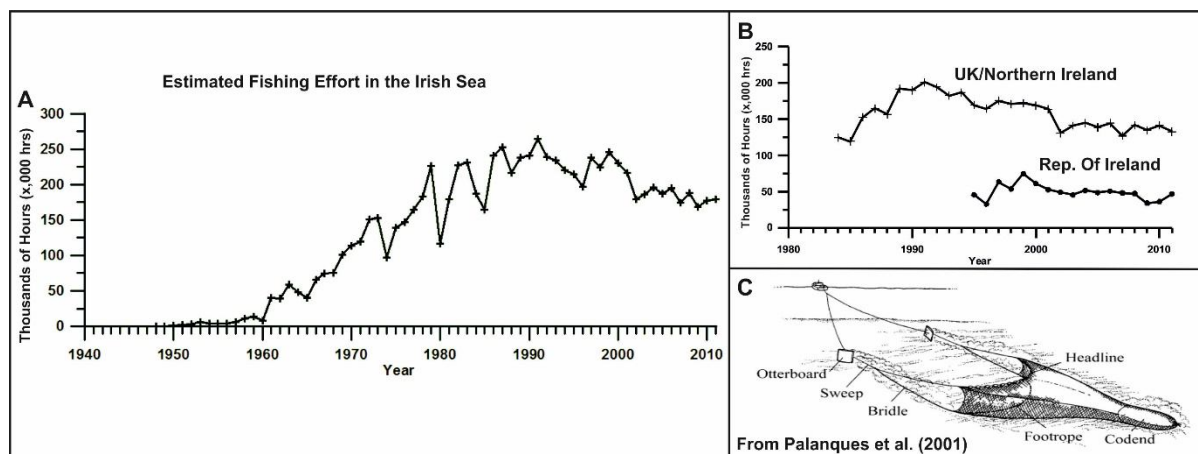 A
Estimated Fishing Effort in the Irish Sea
Thousands of Hours (x,000 hrs)
300
250
200
150
100
50
0
1940 1950 1960 1970 1980 1990 2000 2010
Year
B
Thousands of Hours (x,000 hrs)
250
200
150
100
50
0
UK/Northern Ireland
Rep. Of Ireland
1980 1990 2000 2010
Year
C
Headline
Otterboard
Sweep
Bridle
Footrope
Codend
From Palanques et al. (2001)